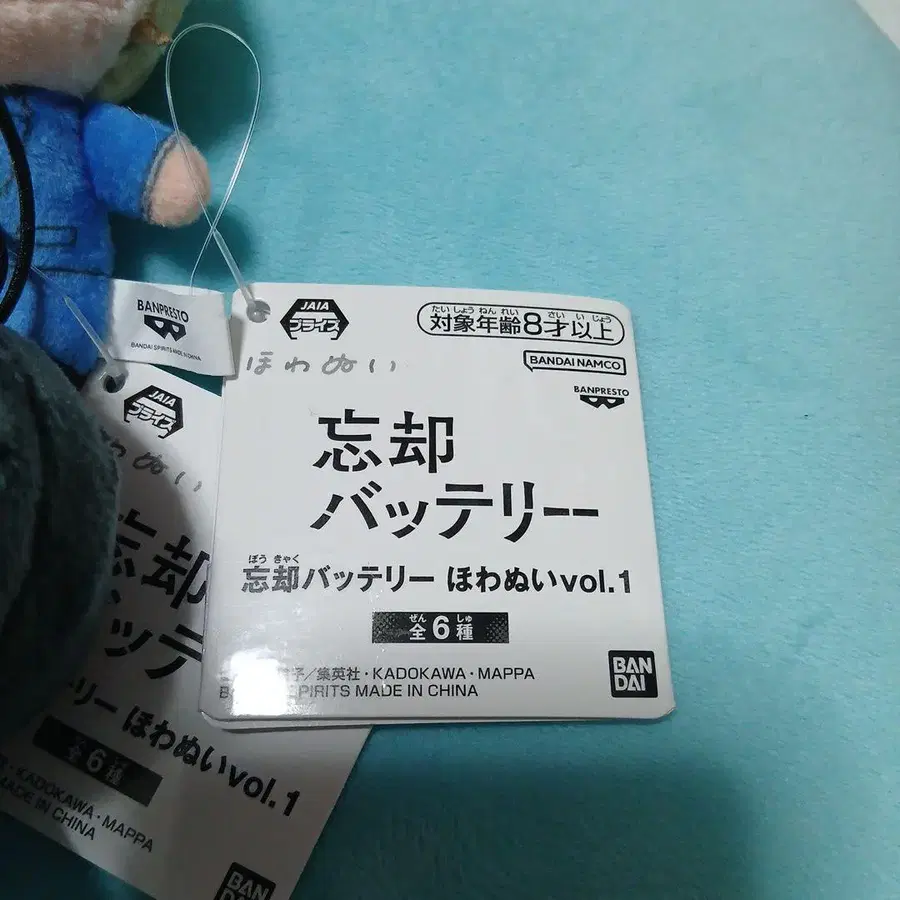 BANPRESTO
BANDAI SPIRITS MADE IN CHINA
JAIA
プライズ
たい しょう ねん れい さい い じょう
対象年齢8才以上
ほわぬい
BANDAI NAMCO
BANPRESTO
忘却
バッテリー
ぼう きゃく
忘却バッテリー ほわぬいvol.1
ぜん しゅ
全6種
子/集英社・KADOKAWA・MAPPA
SPIRITS MADE IN CHINA
BAN
DAI
JAIA
プライズ
わぬい
却
ッテ
リー ほわぬいvol.1
全6種
・KADOKAWA・MAPPA
MADE IN CHINA
BAN
DAI